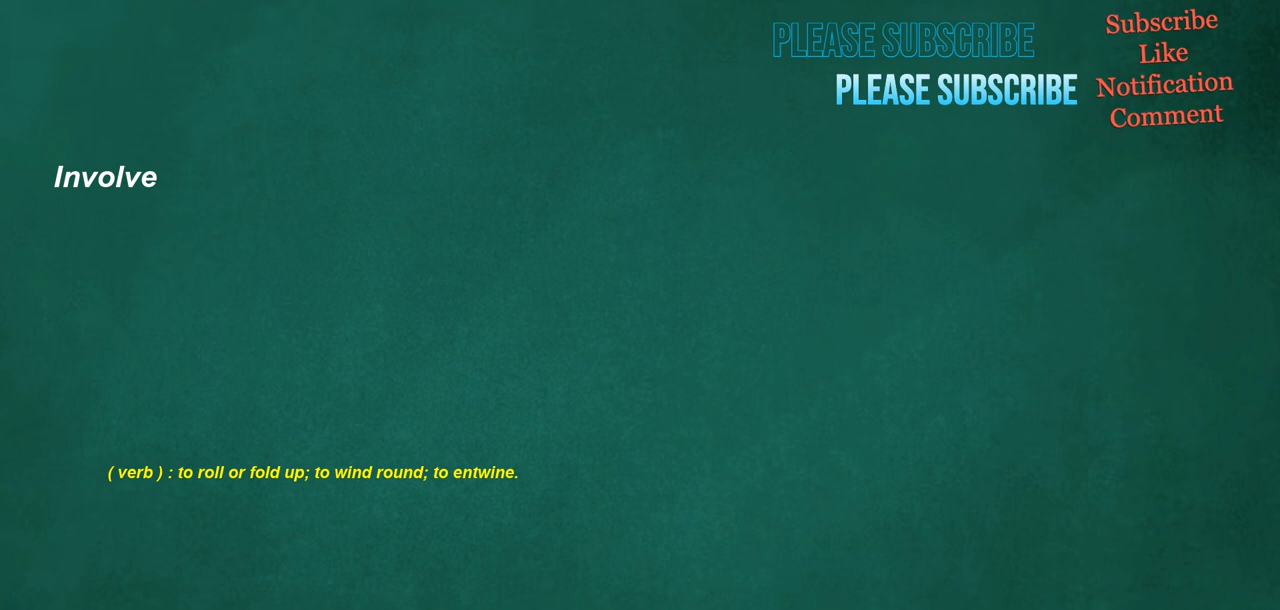 PLEASE SUBSCRIBE
PLEASE SUBSCRIBE
Subscribe
Like
Notification
Comment
Involve
( verb ) : to roll or fold up; to wind round; to entwine.